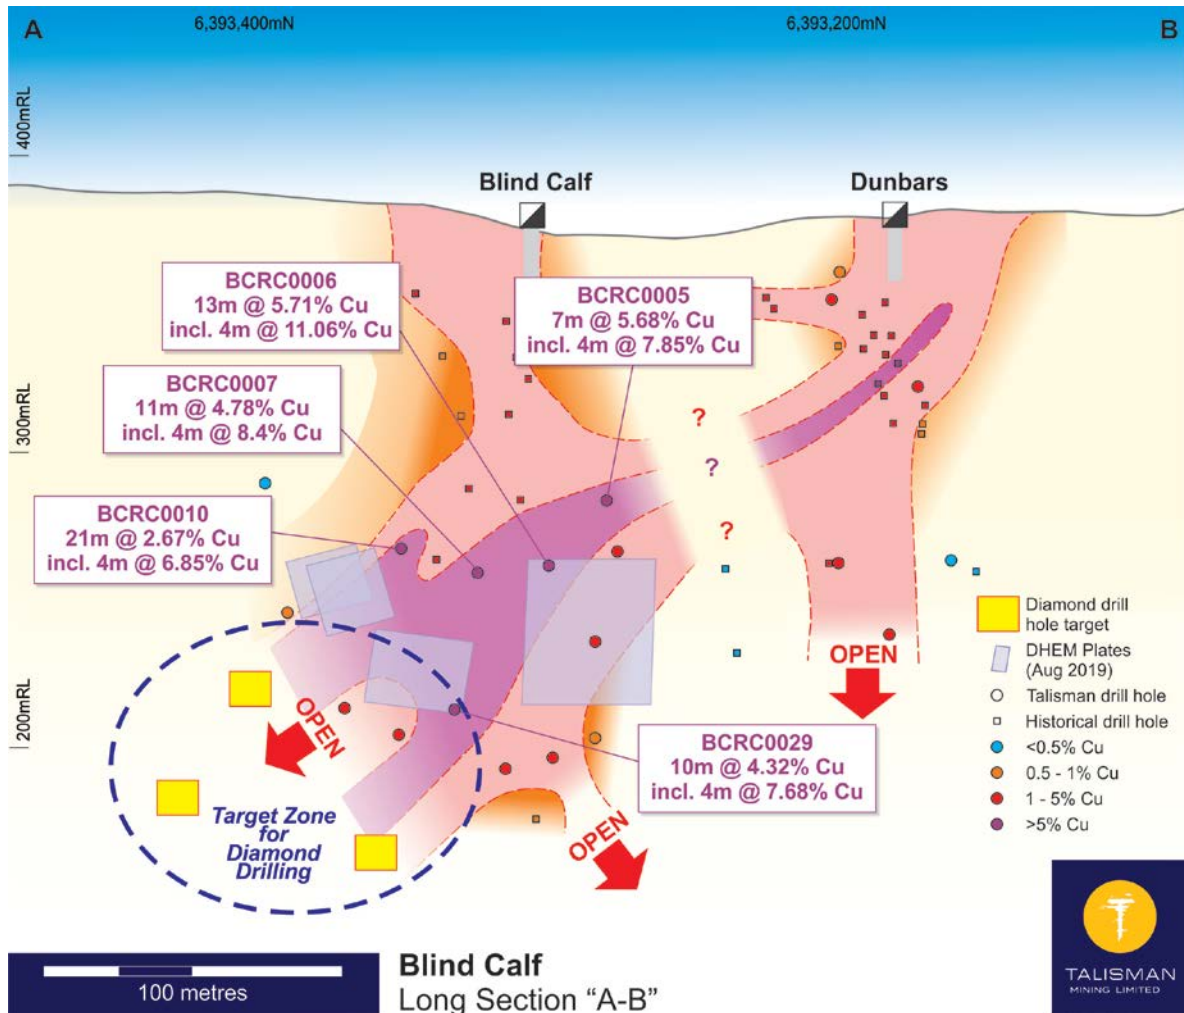 A
6,393,400mN
6,393,200mN
B
400mRL
Blind Calf
Dunbars
BCRC0006
13m @ 5.71% Cu
incl. 4m @ 11.06% Cu
BCRC0005
7m @ 5.68% Cu
incl. 4m @ 7.85% Cu
BCRC0007
11m @ 4.78% Cu
incl. 4m @ 8.4% Cu
300mRL
?
?
?
BCRC0010
21m @ 2.67% Cu
incl. 4m @ 6.85% Cu
200mRL
OPEN
OPEN
OPEN
BCRC0029
10m @ 4.32% Cu
incl. 4m @ 7.68% Cu
Target Zone
for
Diamond
Drilling
Diamond drill
hole target
DHEM Plates
(Aug 2019)
Talisman drill hole
Historical drill hole
<0.5% Cu
0.5 - 1% Cu
1 - 5% Cu
>5% Cu
100 metres
Blind Calf
Long Section “A-B”
TALISMAN
MINING LIMITED